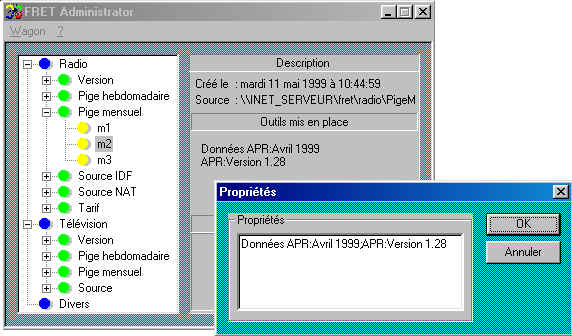 FRET Administrator
Wagon ?
Radio
Version
Pige hebdomadaire
Pige mensuel
m1
m2
m3
Source IDF
Source NAT
Tarif
Télévision
Version
Pige hebdomadaire
Pige mensuel
Source
Divers
Description
Créé le : mardi 11 mai 1999 à 10:44:59
Source : \\INET_SERVEUR\fret\radio\PigeM
Outils mis en place
Données APR:Avril 1999
APR:Version 1.28
Propriétés
Propriétés
Données APR:Avril 1999;APR:Version 1.28
OK
Annuler